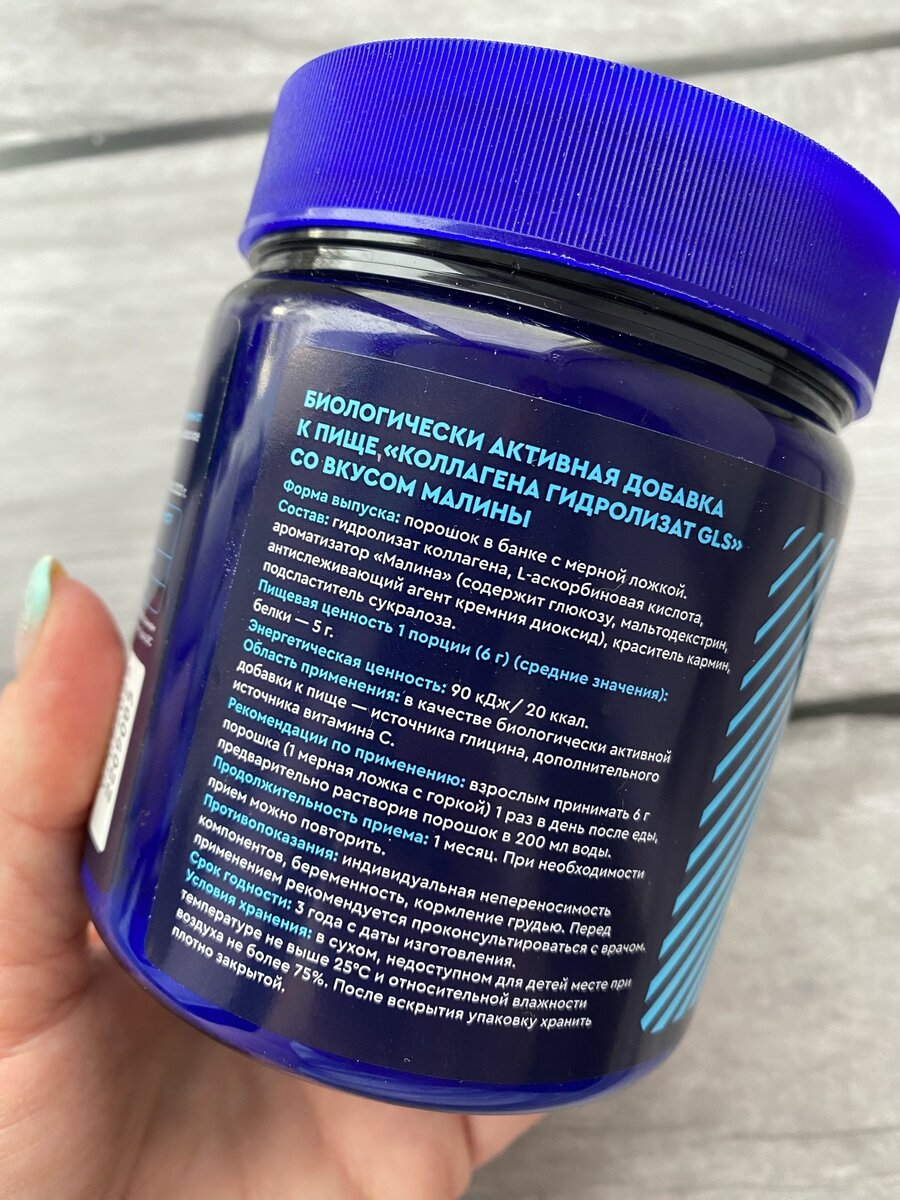 БИОЛОГИЧЕСКИ АКТИВНАЯ ДОБАВКА
К ПИЩЕ «КОЛЛАГЕНА ГИДРОЛИЗАТ GLS»
СО ВКУСОМ МАЛИНЫ
Форма выпуска: порошок в банке с мерной ложкой.
Состав: гидролизат коллагена, L-аскорбиновая кислота,
ароматизатор «Малина» (содержит глюкозу, мальтодекстрин,
антислеживающий агент кремния диоксид), краситель кармин,
подсластитель сукралоза.
Пищевая ценность 1 порции (6 г) (средние значения):
белки — 5 г.
Энергетическая ценность: 90 кДж/ 20 ккал.
Область применения: в качестве биологически активной
добавки к пище — источника глицина, дополнительного
источника витамина С.
Рекомендации по применению: взрослым принимать 6 г
порошка (1 мерная ложка с горкой) 1 раз в день после еды,
предварительно растворив порошок в 200 мл воды.
Продолжительность приема: 1 месяц. При необходимости
прием можно повторить.
Противопоказания: индивидуальная непереносимость
компонентов, беременность, кормление грудью. Перед
применением рекомендуется проконсультироваться с врачом.
Срок годности: 3 года с даты изготовления.
Условия хранения: в сухом, недоступном для детей месте при
температуре не выше 25°С и относительной влажности
воздуха не более 75%. После вскрытия упаковку хранить
плотно закрытой.